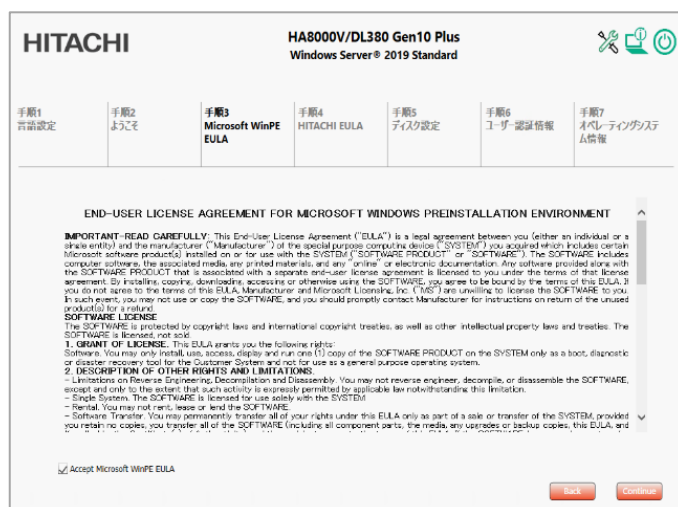 HITACHI
HA8000V/DL380 Gen10 Plus
Windows Server® 2019 Standard
手順1
言語設定
手順2
ようこそ
手順3
Microsoft WinPE
EULA
手順4
HITACHI EULA
手順5
ディスク設定
手順6
ユーザー認証情報
手順7
オペレーティングシステ
ム情報
END-USER LICENSE AGREEMENT FOR MICROSOFT WINDOWS PREINSTALLATION ENVIRONMENT
IMPORTANT-READ CAREFULLY: This End-User License Agreement ("EULA") is a legal agreement between you (either an individual or a
single entity) and the manufacturer ("Manufacturer") of the special purpose computing device ("SYSTEM") you acquired which includes certain
Microsoft software product(s) installed on or for use with the SYSTEM ("SOFTWARE PRODUCT" or "SOFTWARE"). The SOFTWARE includes
computer software, the associated media, any printed materials, and any "online" or electronic documentation. Any software provided along with
the SOFTWARE PRODUCT that is associated with a separate end-user license agreement is licensed to you under the terms of that license
agreement. By installing, copying, downloading, accessing or otherwise using the SOFTWARE, you agree to be bound by the terms of this EULA. If
you do not agree to the terms of this EULA, Manufacturer and Microsoft Licensing, Inc. ("MS") are unwilling to license the SOFTWARE to you.
In such event, you may not use or copy the SOFTWARE, and you should promptly contact Manufacturer for instructions on return of the unused
product(s) for a refund.
SOFTWARE LICENSE
The SOFTWARE is protected by copyright laws and international copyright treaties, as well as other intellectual property laws and treaties. The
SOFTWARE is licensed, not sold.
1. GRANT OF LICENSE. This EULA grants you the following rights:
Software. You may only install, use, access, display and run one (1) copy of the SOFTWARE PRODUCT on the SYSTEM only as a boot, diagnostic
or disaster recovery tool for the Customer System and not for use as a general purpose operating system.
2. DESCRIPTION OF OTHER RIGHTS AND LIMITATIONS.
- Limitations on Reverse Engineering, Decompilation and Disassembly. You may not reverse engineer, decompile, or disassemble the SOFTWARE,
except and only to the extent that such activity is expressly permitted by applicable law notwithstanding this limitation.
- Single System. The SOFTWARE is licensed for use solely with the SYSTEM
- Rental. You may not rent, lease or lend the SOFTWARE.
- Software Transfer. You may permanently transfer all of your rights under this EULA only as part of a sale or transfer of the SYSTEM, provided
you retain no copies, you transfer all of the SOFTWARE (including all component parts, the media, any upgrades or backup copies, this EULA, and
Accept Microsoft WinPE EULA
Back
Continue